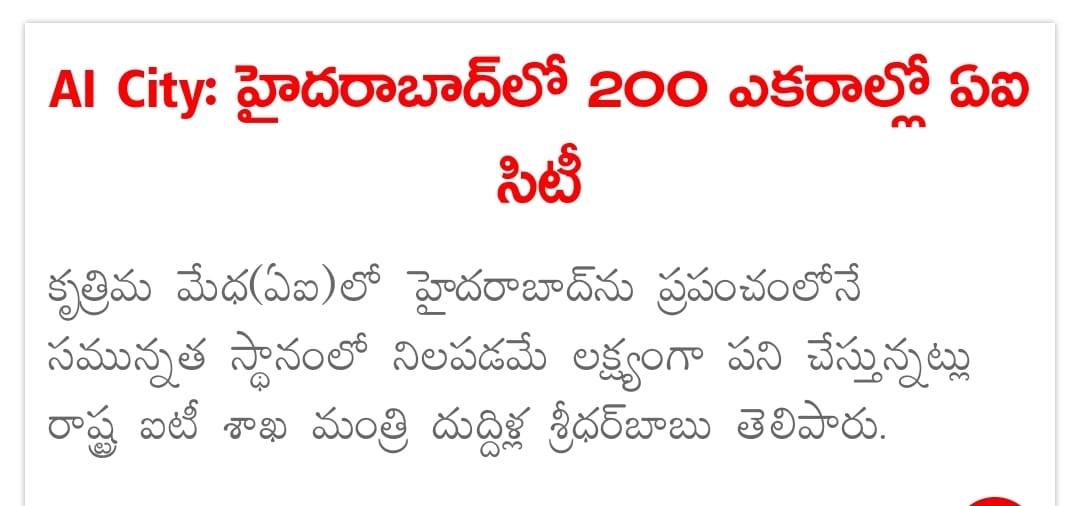 AI City: హైదరాబాద్‌లో 200 ఎకరాల్లో ఏఐ
సిటీ
కృత్రిమ మేధ(ఏఐ)లో హైదరాబాద్‌ను ప్రపంచంలోనే
సమున్నత స్థానంలో నిలపడమే లక్ష్యంగా పని చేస్తున్నట్లు
రాష్ట్ర ఐటీ శాఖ మంత్రి దుద్దిళ్ల శ్రీధర్‌బాబు తెలిపారు.